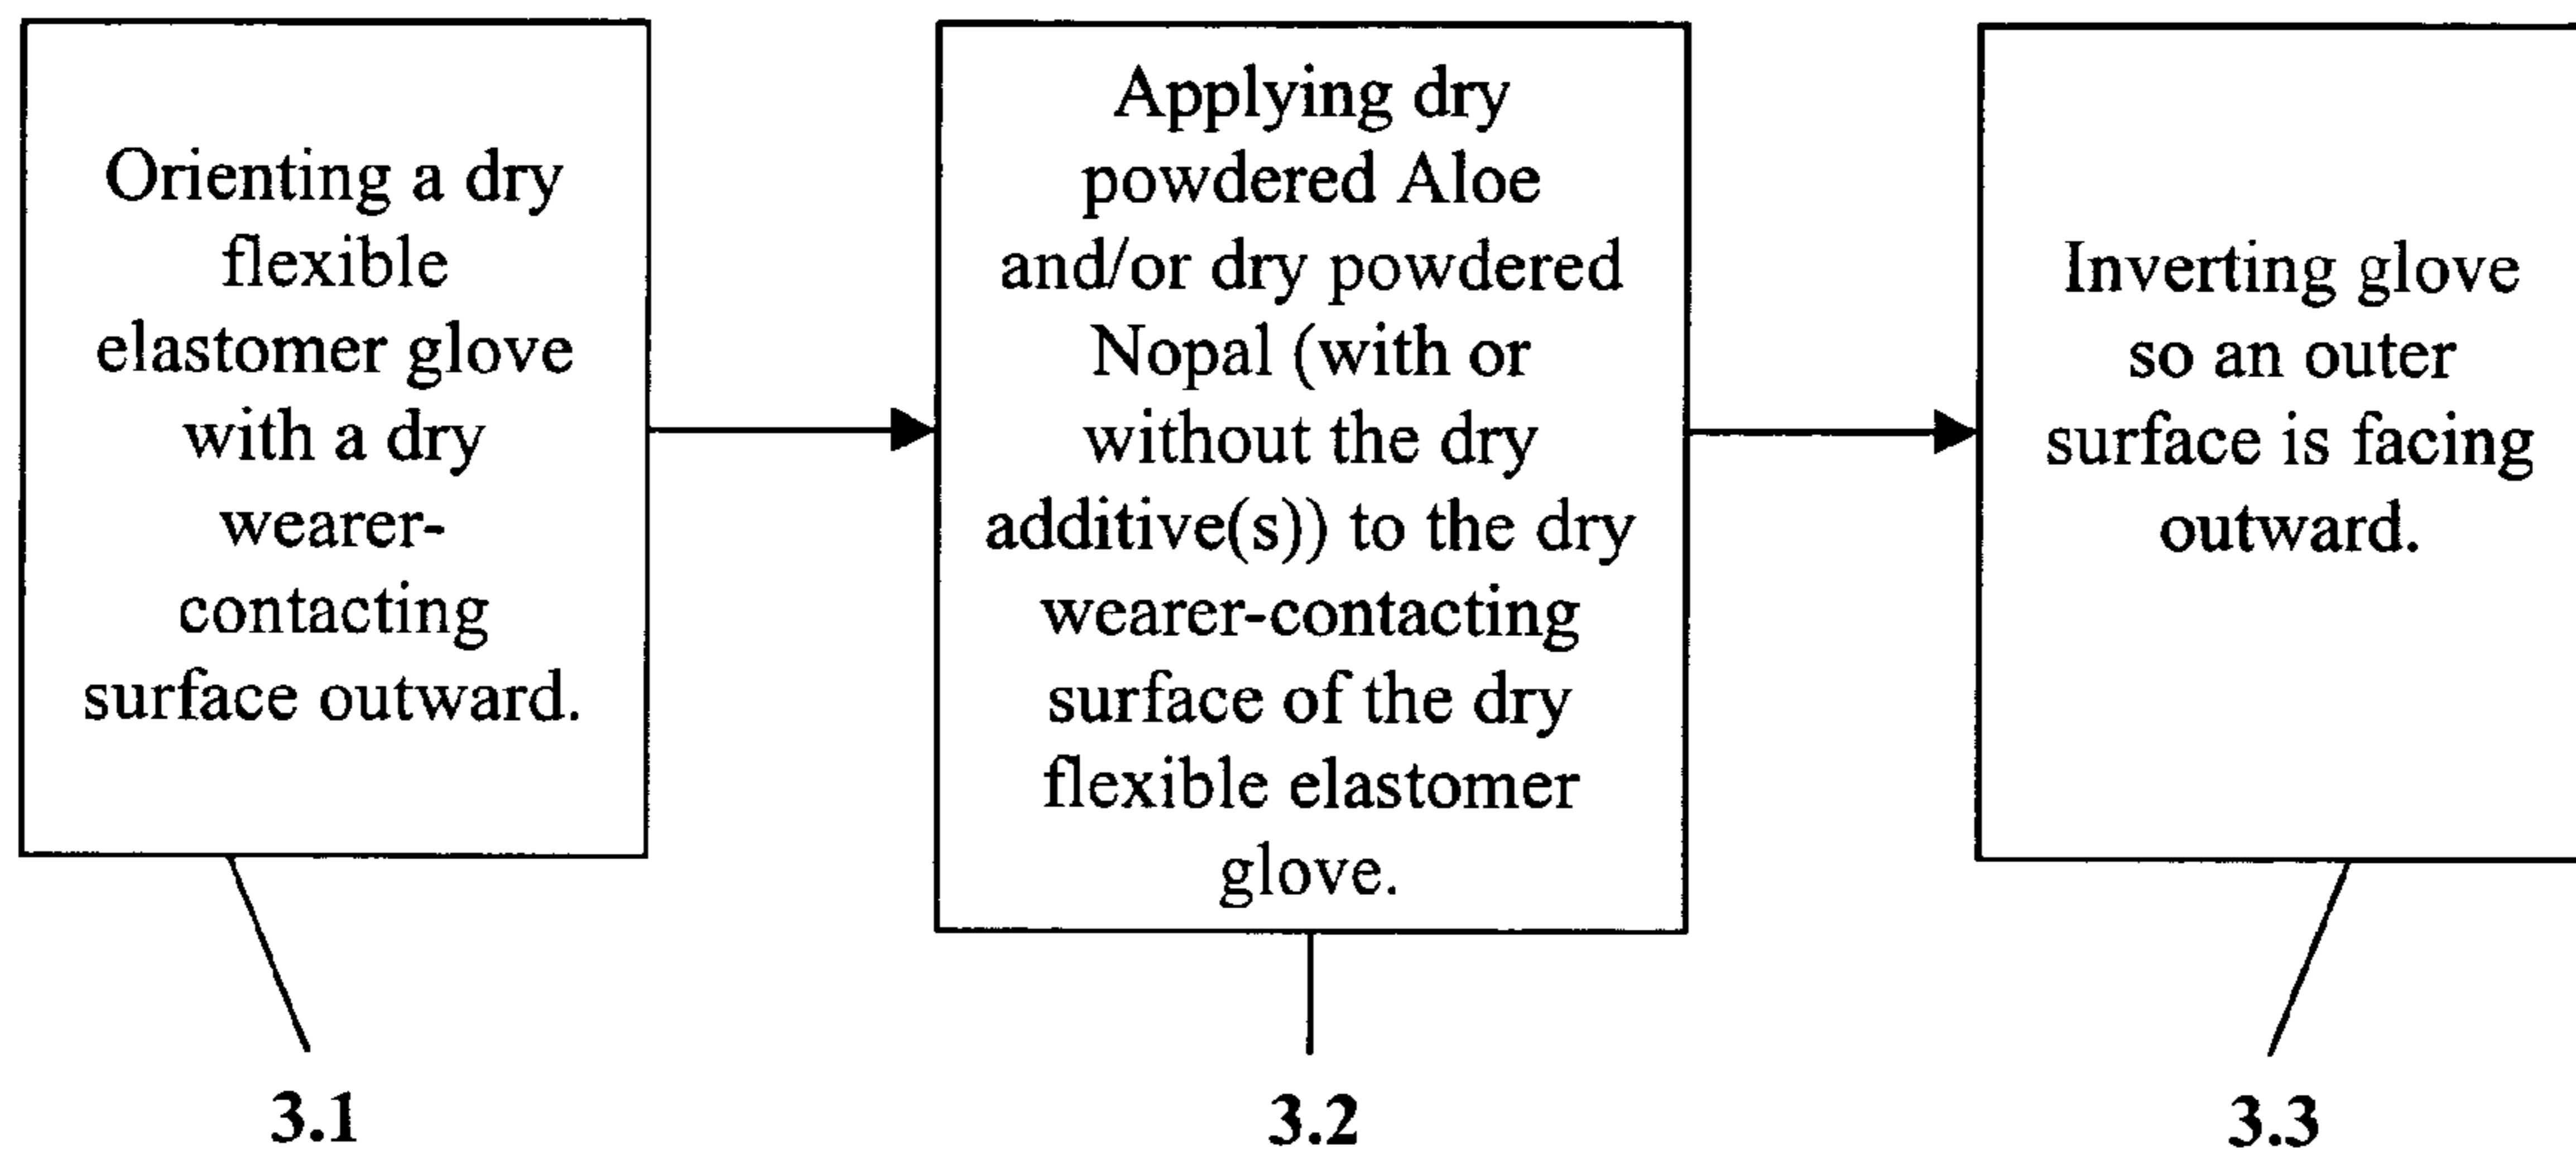 Orienting a dry
flexible
elastomer glove
with a dry
wearer-
contacting
surface outward.
Applying dry
powdered Aloe
and/or dry powdered
Nopal (with or
without the dry
additive(s)) to the dry
wearer-contacting
surface of the dry
flexible elastomer
glove.
Inverting glove
so an outer
surface is facing
outward.
3.1
3.2
3.3